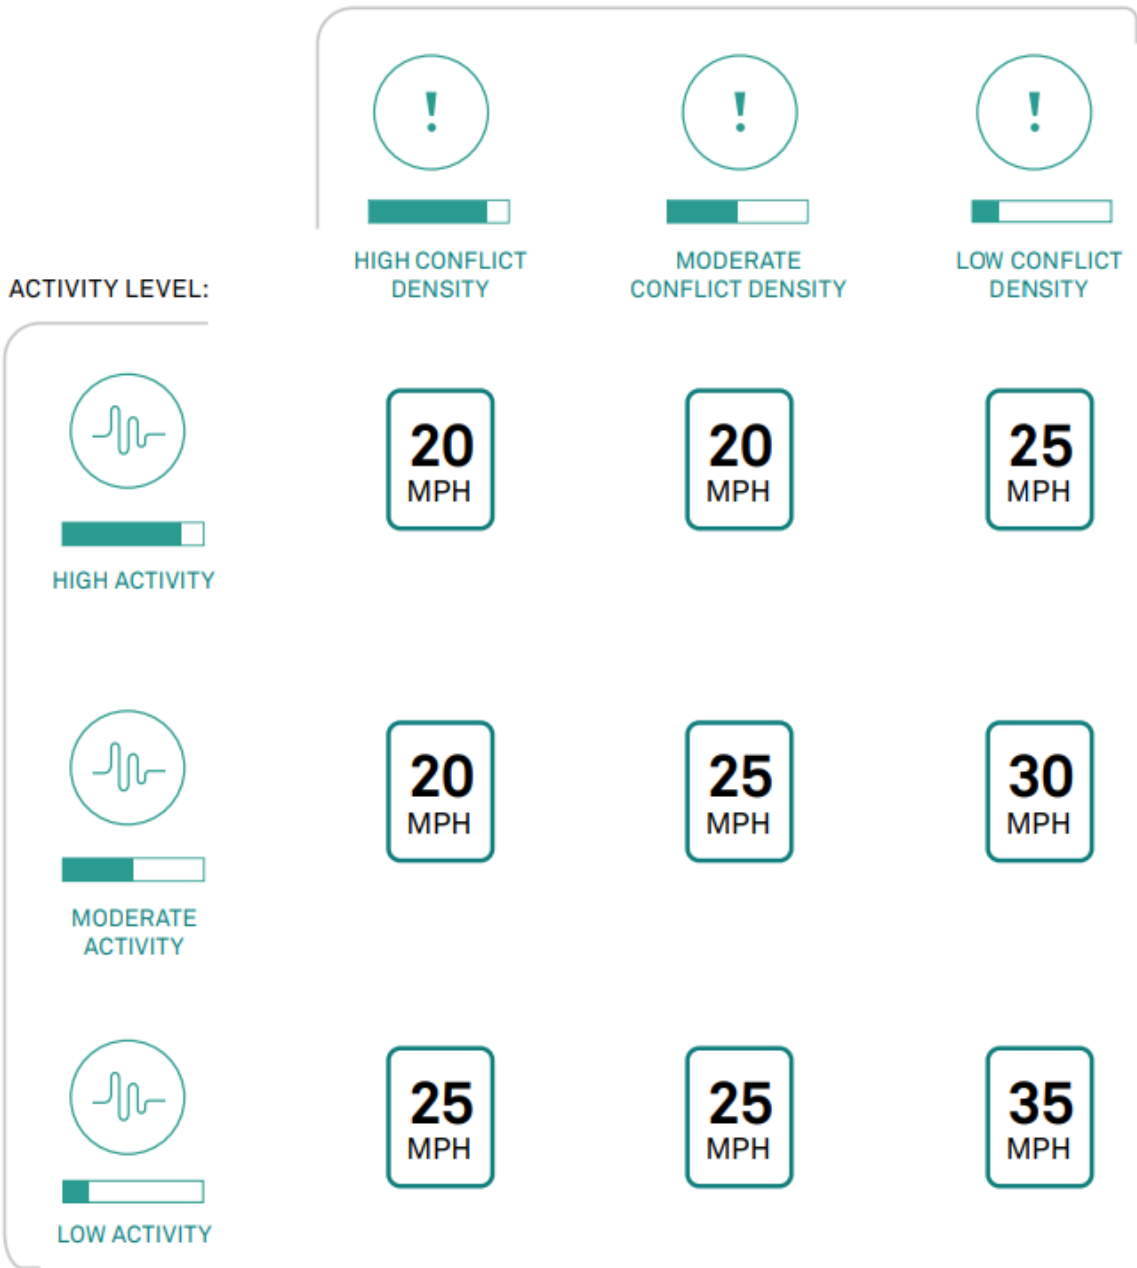 HIGH CONFLICT
DENSITY
MODERATE
CONFLICT DENSITY
LOW CONFLICT
DENSITY
ACTIVITY LEVEL:
HIGH ACTIVITY
20
MPH
20
MPH
25
MPH
MODERATE
ACTIVITY
20
MPH
25
MPH
30
MPH
LOW ACTIVITY
25
MPH
25
MPH
35
MPH